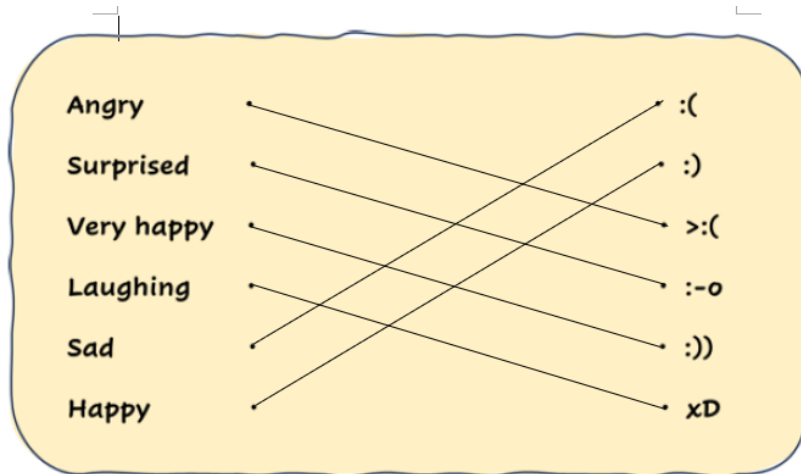 Angry :(
Surprised :)
Very happy >:(
Laughing :-o
Sad :))
Happy xD